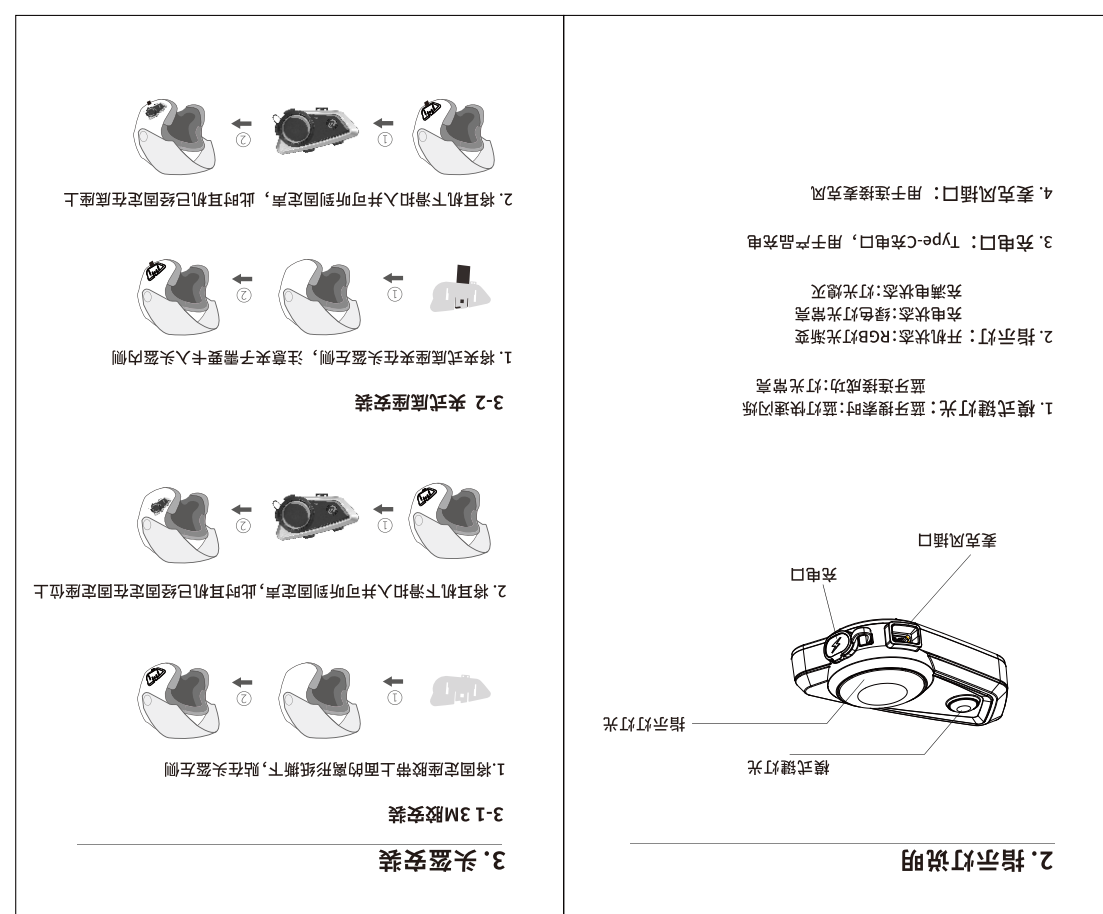 2. 指示灯说明
模式键灯光
指示灯灯光
充电口
麦克风插口
1. 模式键灯光：蓝牙搜索时：蓝灯快速闪烁
蓝牙连接成功:灯光常亮
2. 指示灯：开机状态:RGB灯光渐变
充电状态:绿色灯光常亮
充满电状态:灯光熄灭
3. 充电口：Type-C充电口，用于产品充电
4. 麦克风插口：用于连接麦克风
3. 头盔安装
3-1 3M胶安装
1.将固定座胶带上面的离形纸撕下,贴在头盔左侧
① ②
2. 将耳机下滑扣入并可听到固定声,此时耳机已经固定在固定座位上
① ②
3-2 夹式底座安装
1. 将夹式底座夹在头盔左侧，注意夹子需要卡入头盔内侧
① ②
2. 将耳机下滑扣入并可听到固定声，此时耳机已经固定在底座上
① ②